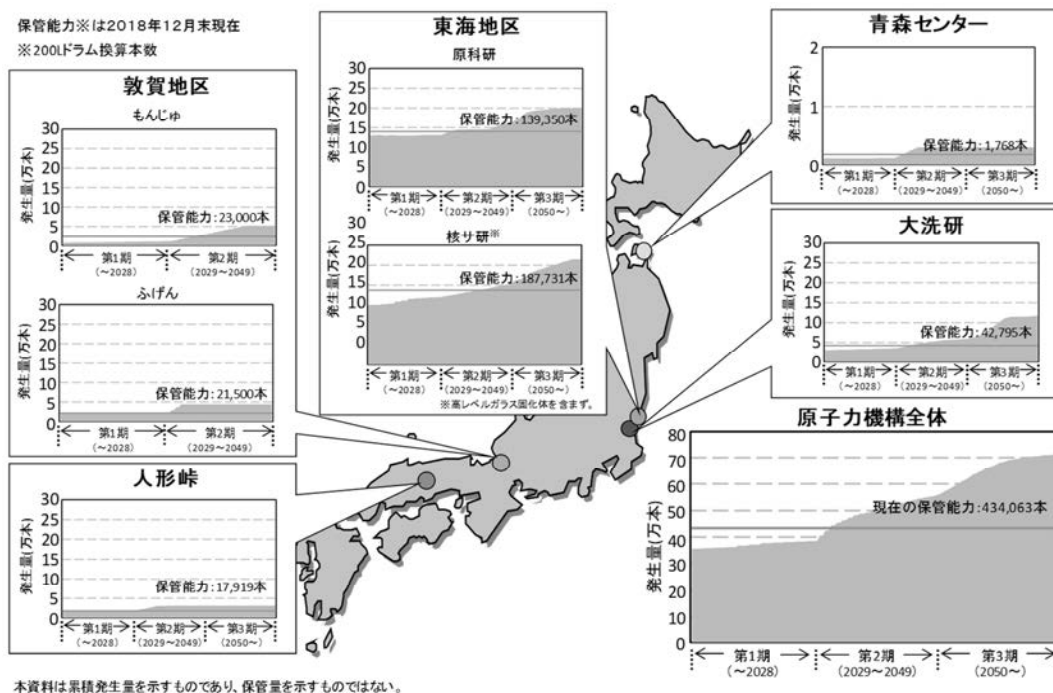 保管能力※は2018年12月末現在
※200Lドラム換算本数
敦賀地区
もんじゅ
発生量(万本)
30
25
20
15
10
5
0
保管能力:23,000本
第1期
(～2028)
第2期
(2029～2049)
ふげん
発生量(万本)
30
25
20
15
10
5
0
保管能力:21,500本
第1期
(～2028)
第2期
(2029～2049)
人形峠
発生量(万本)
30
25
20
15
10
5
0
保管能力:17,919本
第1期
(～2028)
第2期
(2029～2049)
第3期
(2050～)
東海地区
原科研
発生量(万本)
30
25
20
15
10
5
0
保管能力:139,350本
第1期
(～2028)
第2期
(2029～2049)
第3期
(2050～)
核サ研※
発生量(万本)
30
25
20
15
10
5
0
保管能力:187,731本
第1期
(～2028)
第2期
(2029～2049)
第3期
(2050～)
※高レベルガラス固化体を含まず。
青森センター
発生量(万本)
2
1
0
保管能力:1,768本
第1期
(～2028)
第2期
(2029～2049)
第3期
(2050～)
大洗研
発生量(万本)
30
25
20
15
10
5
0
保管能力:42,795本
第1期
(～2028)
第2期
(2029～2049)
第3期
(2050～)
原子力機構全体
発生量(万本)
80
70
60
50
40
30
20
10
0
現在の保管能力:434,063本
第1期
(～2028)
第2期
(2029～2049)
第3期
(2050～)
本資料は累積発生量を示すものであり、保管量を示すものではない。